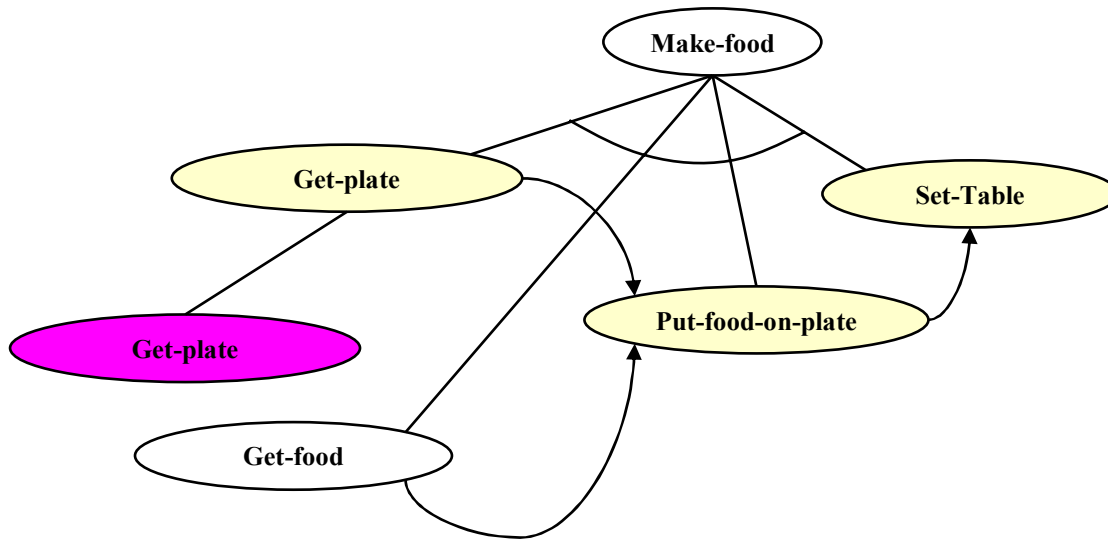 Make-food
Get-plate
Set-Table
Put-food-on-plate
Get-plate
Get-food